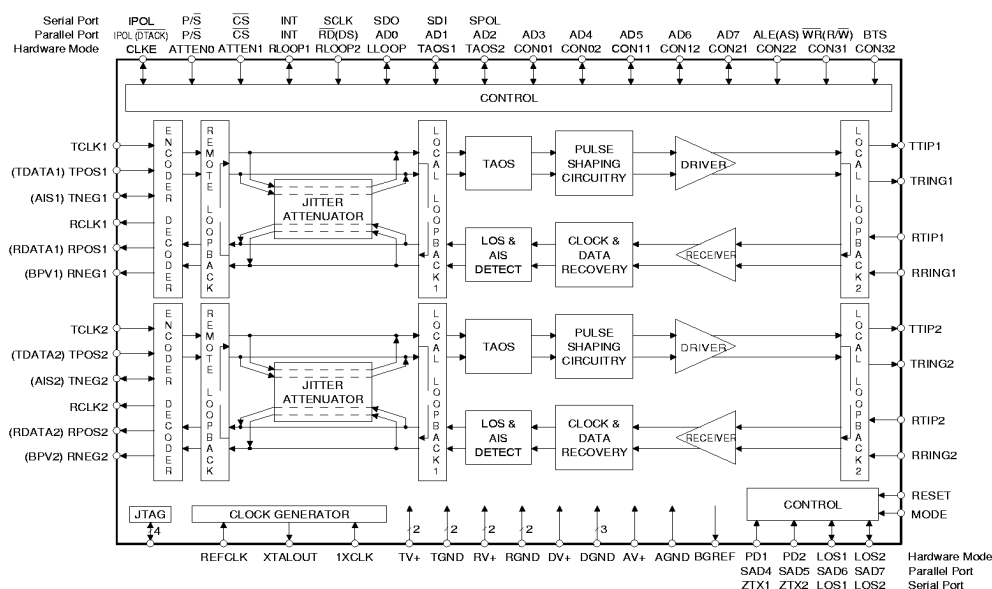 Serial Port IPOL P/S CS INT SCLK SDO SDI SPOL
Parallel Port IPOL (DTACK) P/S CS INT RD(DS) AD0 AD1 AD2 AD3 AD4 AD5 AD6 AD7 ALE(AS) WR(R/W) BTS
Hardware Mode CLKE ATTEN0 ATTEN1 RLOOP1 RLOOP2 LLOOP TAOS1 TAOS2 CON01 CON02 CON11 CON12 CON21 CON22 CON31 CON32
CONTROL
TCLK1
(TDATA1) TPOS1
(AIS1) TNEG1
RCLK1
(RDATA1) RPOS1
(BPV1) RNEG1
ENCODER DECODER
REMOTE LOOPBACK
JITTER
ATTENUATOR
LOCAL LOOPBACK1
TAOS
PULSE
SHAPING
CIRCUITRY
DRIVER
LOS &
AIS
DETECT
CLOCK &
DATA
RECOVERY
RECEIVER
LOCAL LOOPBACK2
TTIP1
TRING1
RTIP1
RRING1
TCLK2
(TDATA2) TPOS2
(AIS2) TNEG2
RCLK2
(RDATA2) RPOS2
(BPV2) RNEG2
ENCODER DECODER
REMOTE LOOPBACK
JITTER
ATTENUATOR
LOCAL LOOPBACK1
TAOS
PULSE
SHAPING
CIRCUITRY
DRIVER
LOS &
AIS
DETECT
CLOCK &
DATA
RECOVERY
RECEIVER
LOCAL LOOPBACK2
TTIP2
TRING2
RTIP2
RRING2
JTAG
4
CLOCK GENERATOR
2 2 2 2 3
CONTROL
RESET
MODE
REFCLK XTALOUT 1XCLK TV+ TGND RV+ RGND DV+ DGND AV+ AGND BGREF PD1 PD2 LOS1 LOS2 Hardware Mode
SAD4 SAD5 SAD6 SAD7 Parallel Port
ZTX1 ZTX2 LOS1 LOS2 Serial Port